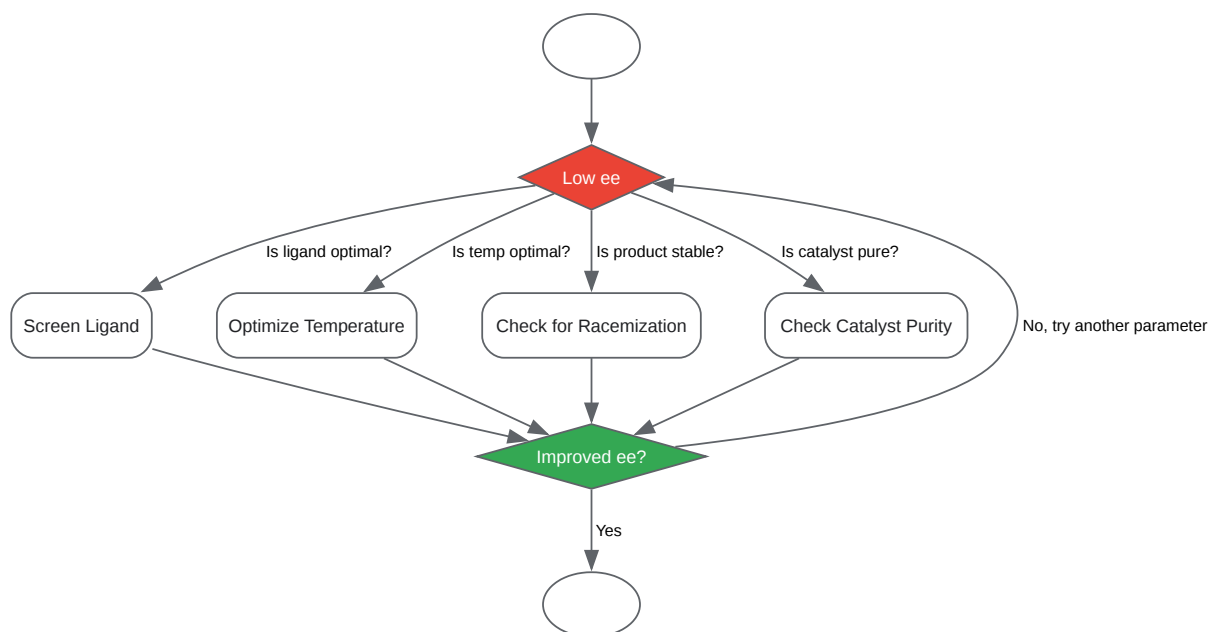 Low ee
Is ligand optimal?
Is temp optimal?
Is product stable?
Is catalyst pure?
Screen Ligand
Optimize Temperature
Check for Racemization
Check Catalyst Purity
No, try another parameter
Improved ee?
Yes